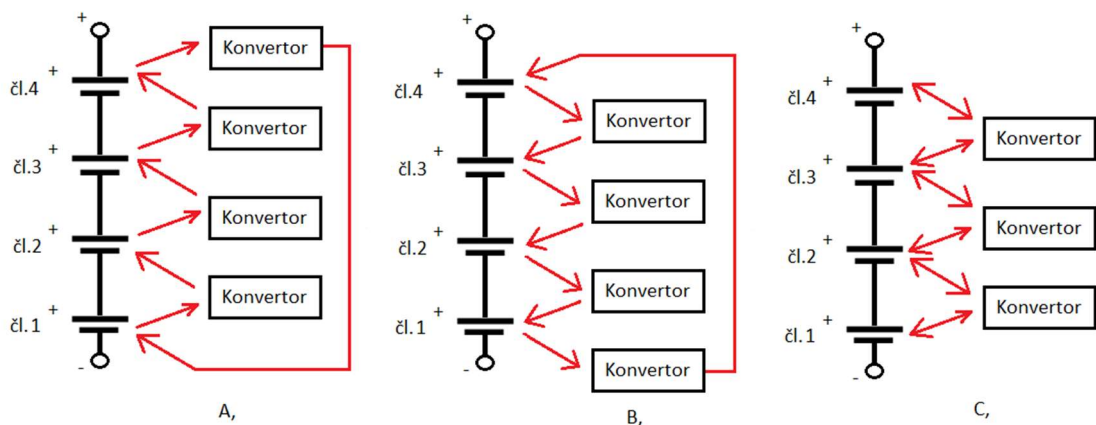 +
Konvertor
+
čl.4
Konvertor
+
čl.3
Konvertor
+
čl.2
Konvertor
+
čl.1
-
A,
+
+
čl.4
Konvertor
+
čl.3
Konvertor
+
čl.2
Konvertor
+
čl.1
Konvertor
-
B,
+
+
čl.4
Konvertor
+
čl.3
Konvertor
+
čl.2
Konvertor
+
čl.1
-
C,